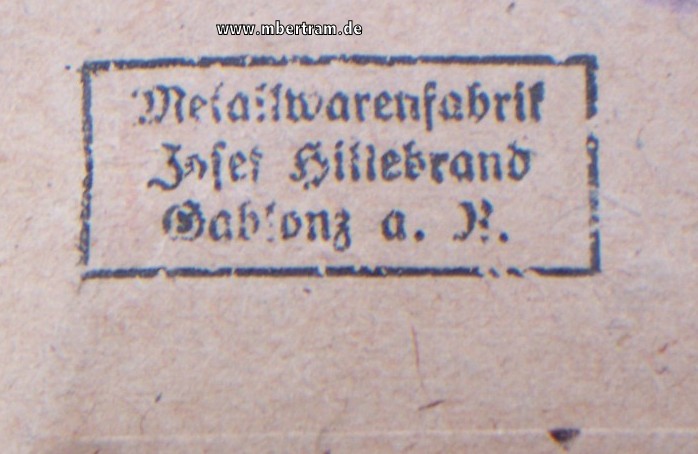 www.mbertram.de
Metallwarenfabrik
Josef Hillebrand
Gablonz a. N.